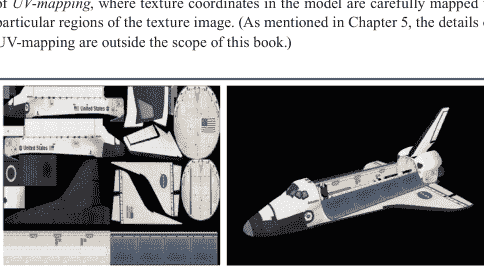 of UV-mapping, where texture coordinates in the model are carefully mapped
particular regions of the texture image. (As mentioned in Chapter 5, the details
UV-mapping are outside the scope of this book.)
United States
United States